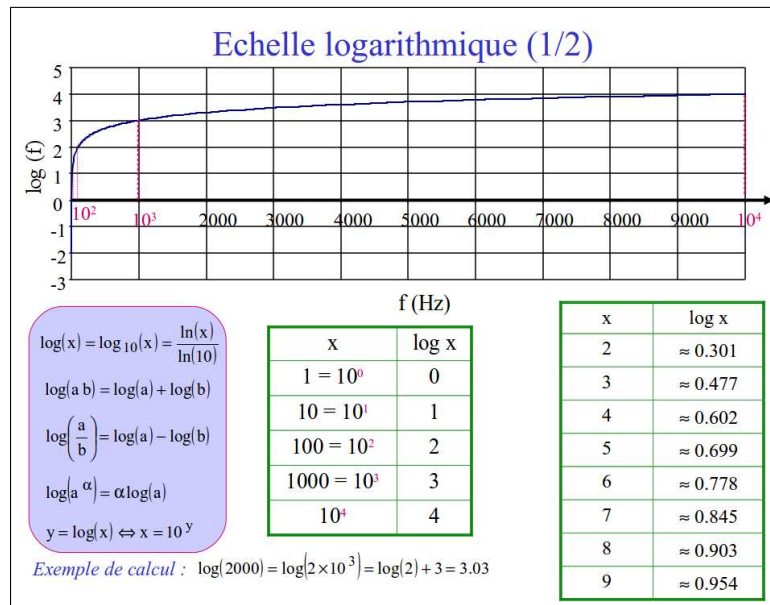 Echelle logarithmique (1/2)
5
4
3
2
1
0
-1
-2
-3
log (f)
10² 10³ 2000 3000 4000 5000 6000 7000 8000 9000 10⁴
f (Hz)
log(x) = log₁₀(x) = ln(x)/ln(10)
log(a b) = log(a) + log(b)
log(a/b) = log(a) − log(b)
log(a^α) = α log(a)
y = log(x) ⇔ x = 10^y
x log x
1 = 10⁰ 0
10 = 10¹ 1
100 = 10² 2
1000 = 10³ 3
10⁴ 4
x log x
2 ≈ 0.301
3 ≈ 0.477
4 ≈ 0.602
5 ≈ 0.699
6 ≈ 0.778
7 ≈ 0.845
8 ≈ 0.903
9 ≈ 0.954
Exemple de calcul : log(2000) = log(2 × 10³) = log(2) + 3 = 3.03